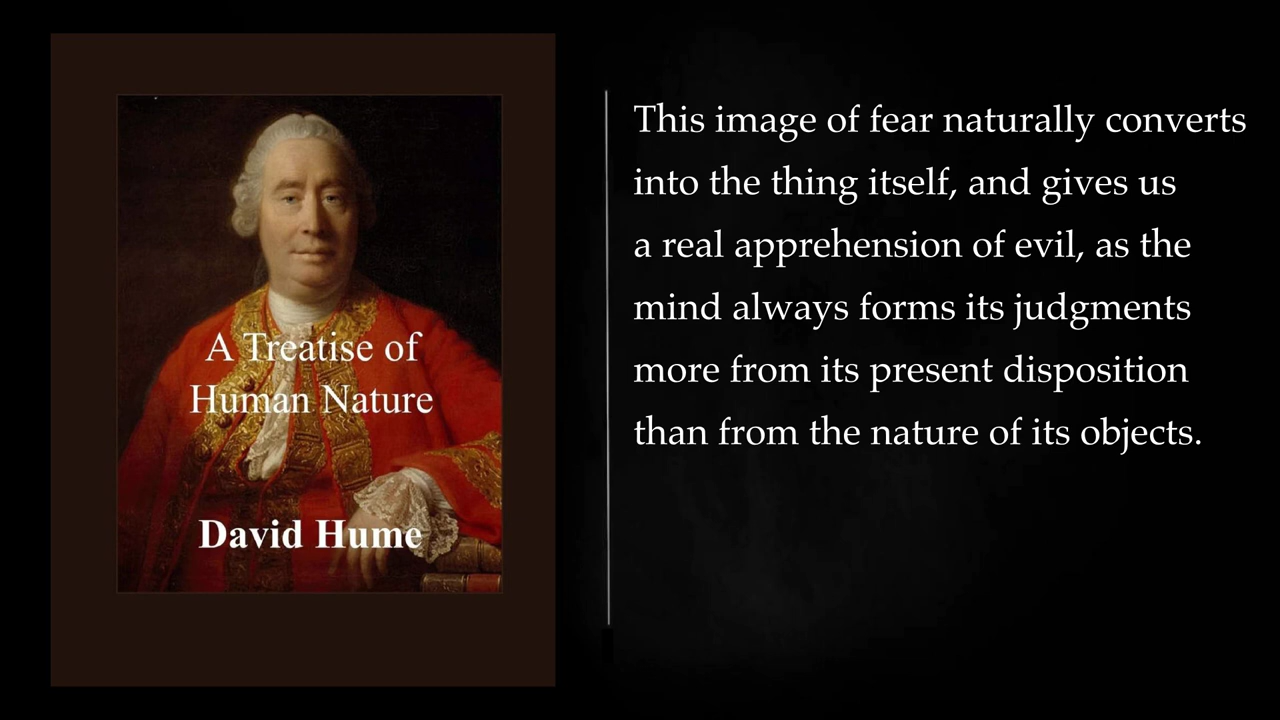 A Treatise of
Human Nature
David Hume
This image of fear naturally converts
into the thing itself, and gives us
a real apprehension of evil, as the
mind always forms its judgments
more from its present disposition
than from the nature of its objects.